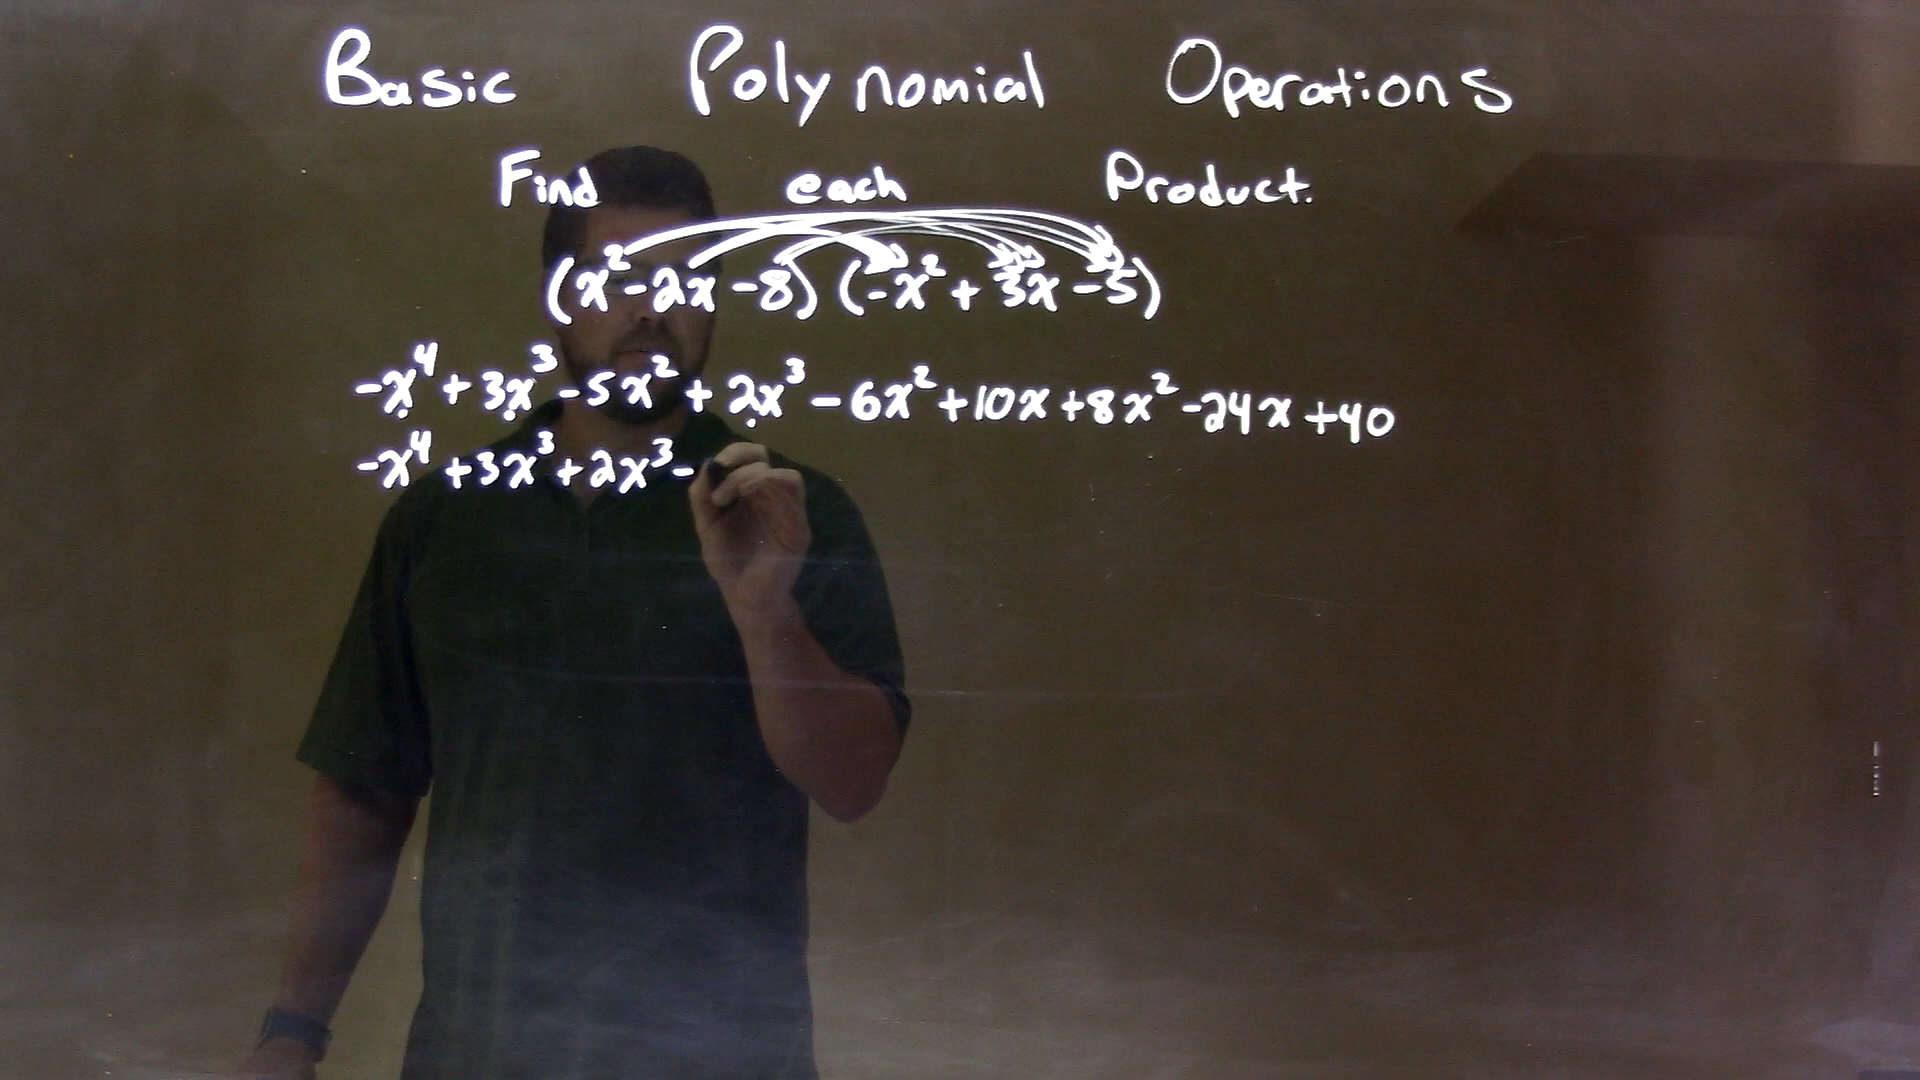 Basic Polynomial Operations
Find each Product.
(x²-2x-8)(-x²+3x-5)
-x⁴+3x³-5x²+2x³-6x²+10x+8x²-24x+40
-x⁴+3x³+2x³-